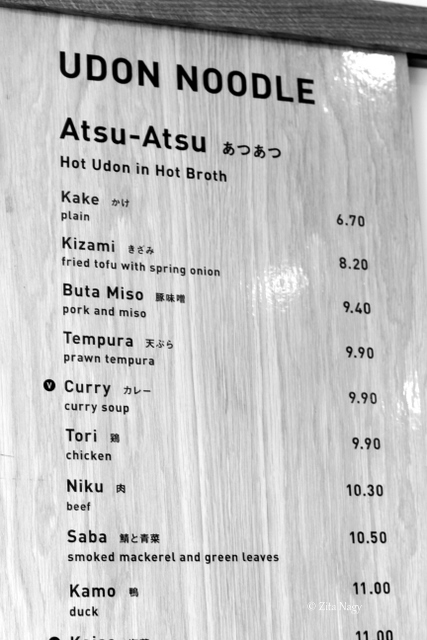 UDON NOODLE
Atsu-Atsu あつあつ
Hot Udon in Hot Broth
Kake かけ
plain 6.70
Kizami きざみ
fried tofu with spring onion 8.20
Buta Miso 豚味噌
pork and miso 9.40
Tempura 天ぷら
prawn tempura 9.90
V Curry カレー
curry soup 9.90
Tori 鶏
chicken 9.90
Niku 肉
beef 10.30
Saba 鯖と青菜 10.50
smoked mackerel and green leaves
Kamo 鴨 11.00
duck
© Zita Nagy
11.00